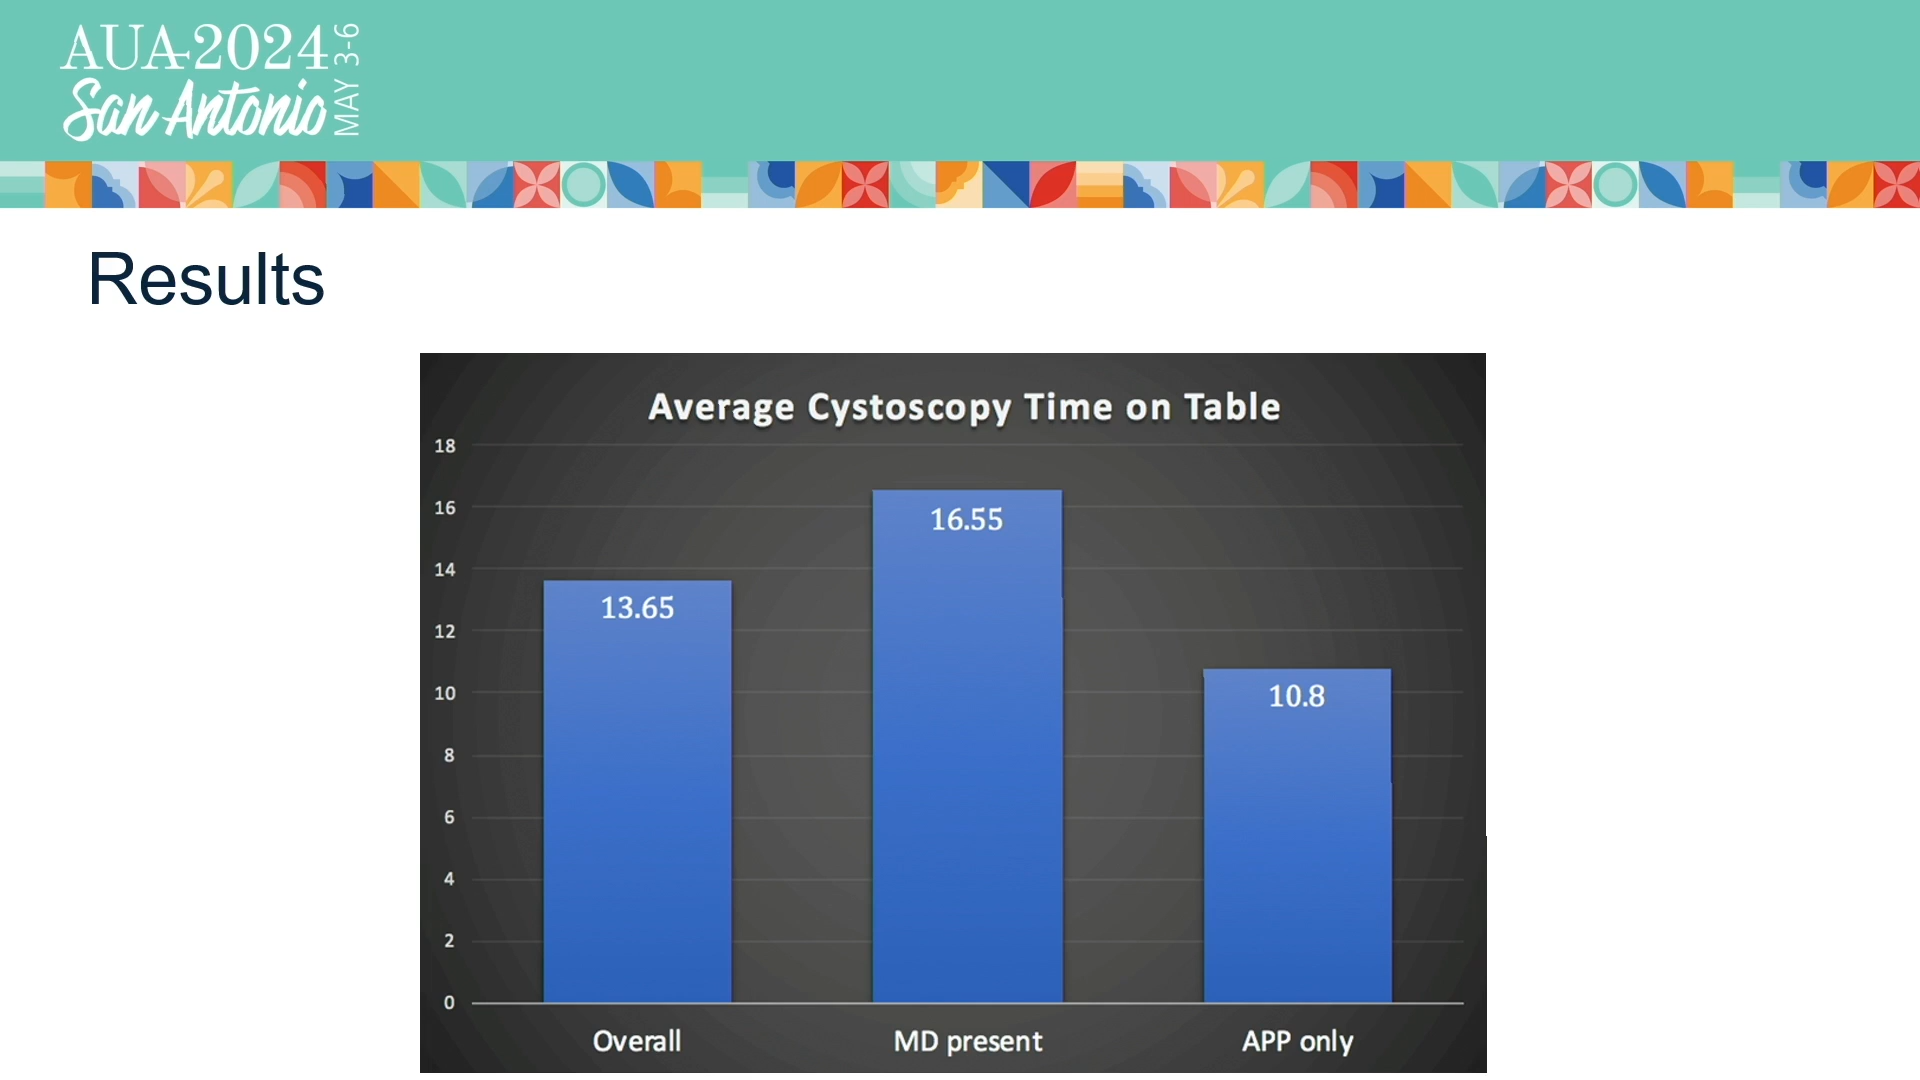 AUA2024
San Antonio
MAY 3-6
Results
Average Cystoscopy Time on Table
18
16
14
12
10
8
6
4
2
0
13.65
16.55
10.8
Overall
MD present
APP only